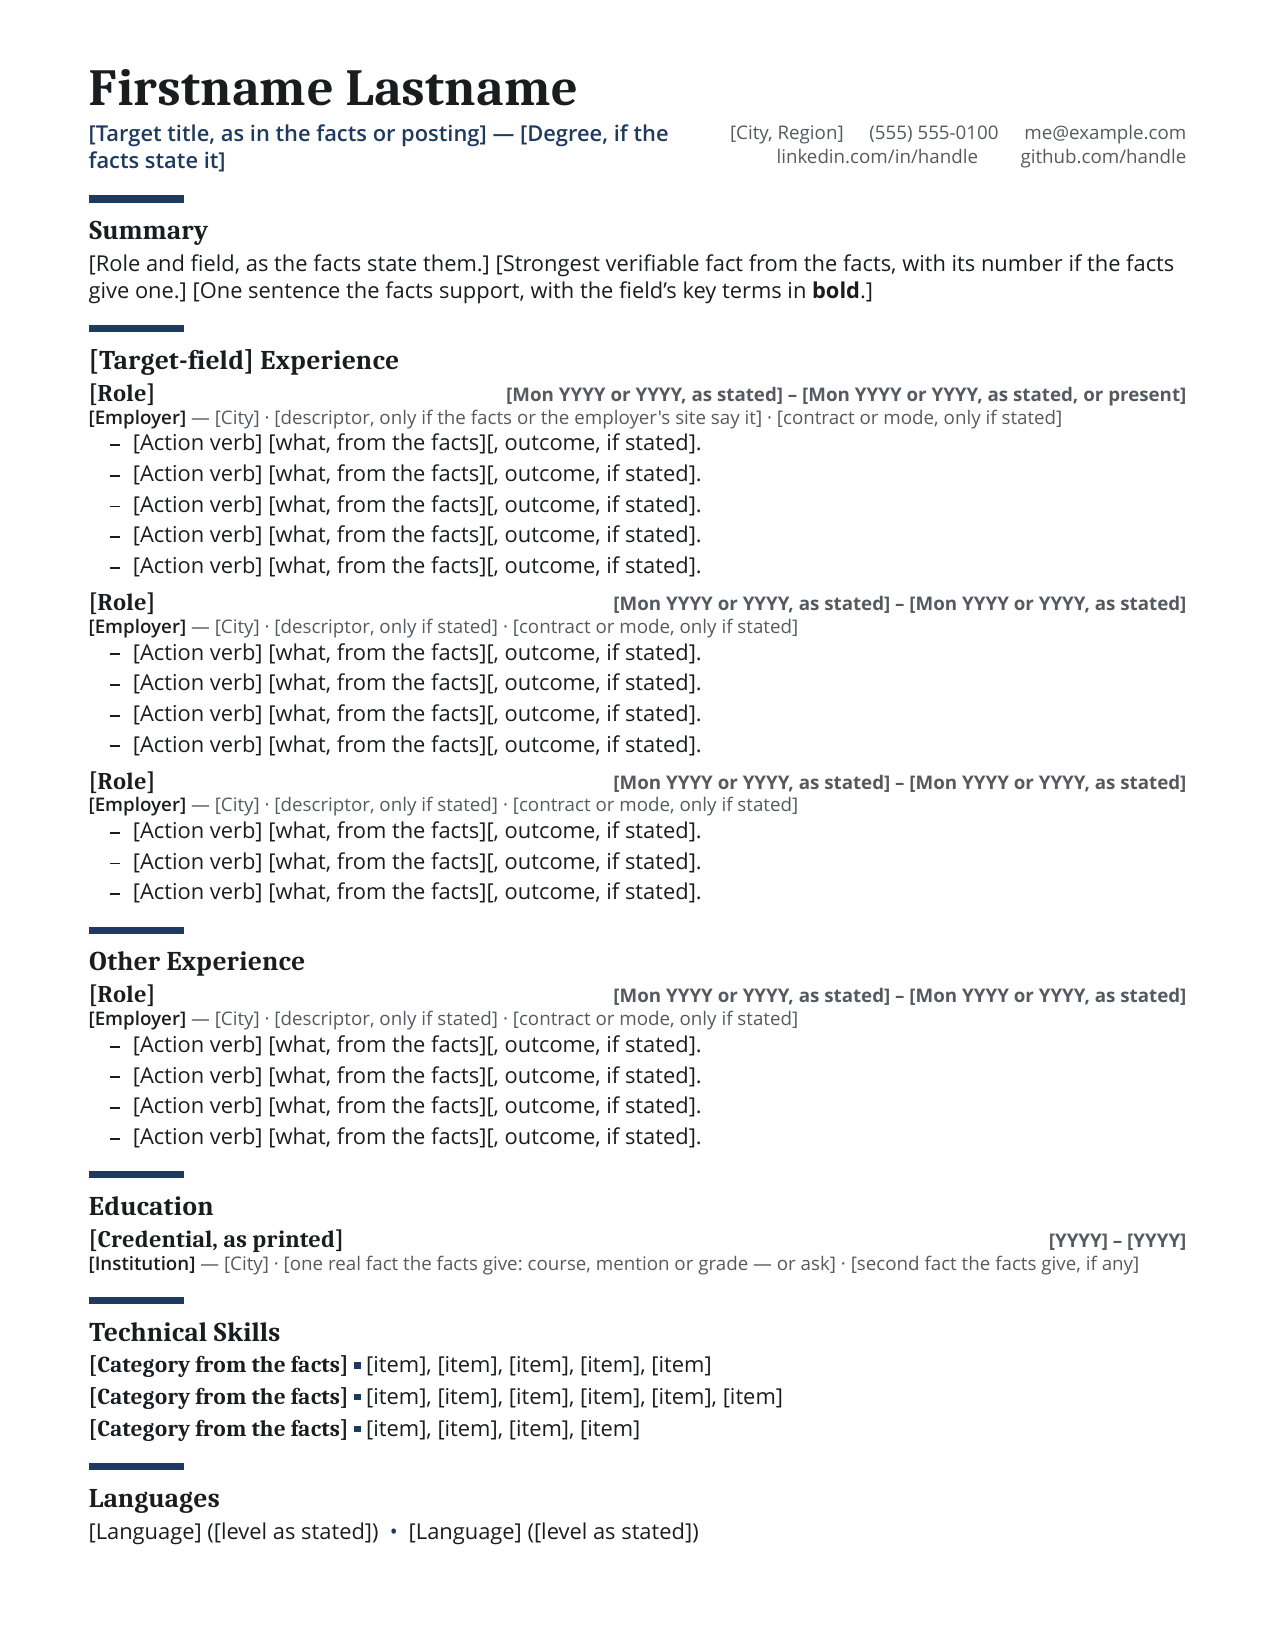 Firstname Lastname
[Target title, as in the facts or posting] — [Degree, if the facts state it]
[City, Region] (555) 555-0100 me@example.com
linkedin.com/in/handle github.com/handle
Summary
[Role and field, as the facts state them.] [Strongest verifiable fact from the facts, with its number if the facts
give one.] [One sentence the facts support, with the field’s key terms in bold.]
[Target-field] Experience
[Role] [Mon YYYY or YYYY, as stated] – [Mon YYYY or YYYY, as stated, or present]
[Employer] — [City] · [descriptor, only if the facts or the employer's site say it] · [contract or mode, only if stated]
– [Action verb] [what, from the facts][, outcome, if stated].
– [Action verb] [what, from the facts][, outcome, if stated].
– [Action verb] [what, from the facts][, outcome, if stated].
– [Action verb] [what, from the facts][, outcome, if stated].
– [Action verb] [what, from the facts][, outcome, if stated].
[Role] [Mon YYYY or YYYY, as stated] – [Mon YYYY or YYYY, as stated]
[Employer] — [City] · [descriptor, only if stated] · [contract or mode, only if stated]
– [Action verb] [what, from the facts][, outcome, if stated].
– [Action verb] [what, from the facts][, outcome, if stated].
– [Action verb] [what, from the facts][, outcome, if stated].
– [Action verb] [what, from the facts][, outcome, if stated].
[Role] [Mon YYYY or YYYY, as stated] – [Mon YYYY or YYYY, as stated]
[Employer] — [City] · [descriptor, only if stated] · [contract or mode, only if stated]
– [Action verb] [what, from the facts][, outcome, if stated].
– [Action verb] [what, from the facts][, outcome, if stated].
– [Action verb] [what, from the facts][, outcome, if stated].
Other Experience
[Role] [Mon YYYY or YYYY, as stated] – [Mon YYYY or YYYY, as stated]
[Employer] — [City] · [descriptor, only if stated] · [contract or mode, only if stated]
– [Action verb] [what, from the facts][, outcome, if stated].
– [Action verb] [what, from the facts][, outcome, if stated].
– [Action verb] [what, from the facts][, outcome, if stated].
– [Action verb] [what, from the facts][, outcome, if stated].
Education
[Credential, as printed] [YYYY] – [YYYY]
[Institution] — [City] · [one real fact the facts give: course, mention or grade — or ask] · [second fact the facts give, if any]
Technical Skills
[Category from the facts] ▪ [item], [item], [item], [item], [item]
[Category from the facts] ▪ [item], [item], [item], [item], [item], [item]
[Category from the facts] ▪ [item], [item], [item], [item]
Languages
[Language] ([level as stated]) • [Language] ([level as stated])